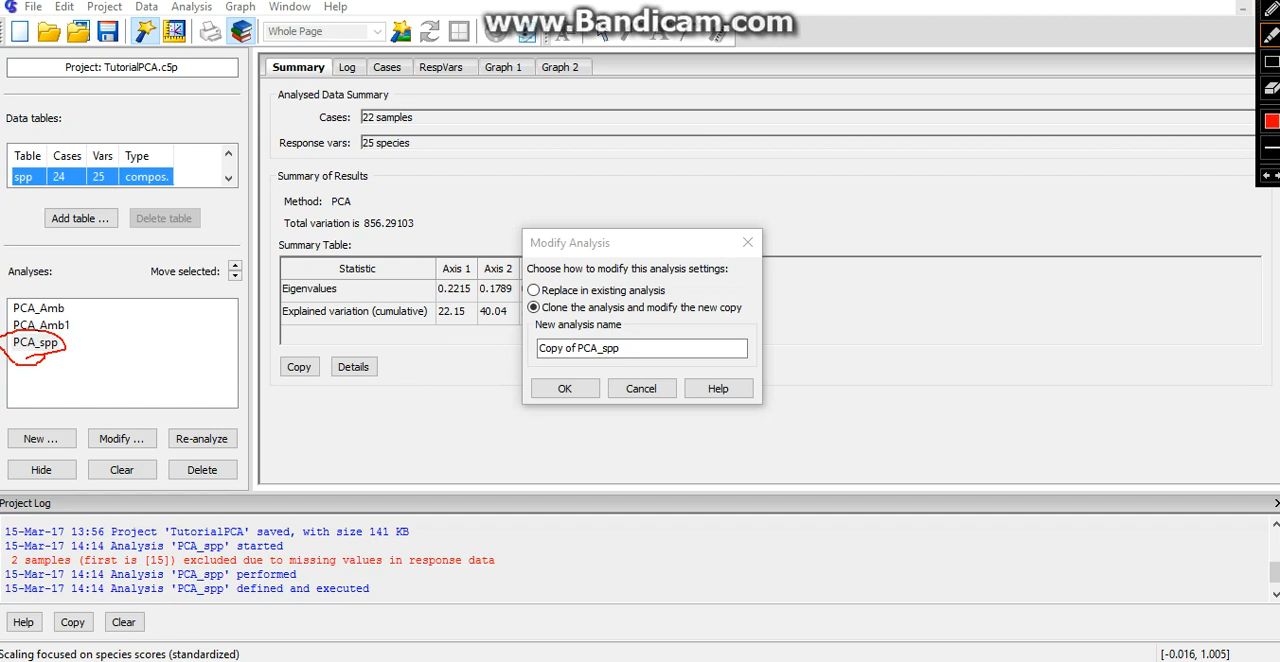 File Edit Project Data Analysis Graph Window Help
www.Bandicam.com
Whole Page
Project: TutorialPCA.c5p
Summary Log Cases RespVars Graph 1 Graph 2
Analysed Data Summary
Data tables:
Cases: 22 samples
Response vars: 25 species
Table Cases Vars Type
spp 24 25 compos.
Summary of Results
Method: PCA
Add table ... Delete table
Total variation is 856.29103
Summary Table:
Statistic Axis 1 Axis 2
Eigenvalues 0.2215 0.1789
Explained variation (cumulative) 22.15 40.04
Copy Details
Analyses: Move selected:
PCA_Amb
PCA_Amb1
PCA_spp
Modify Analysis
Choose how to modify this analysis settings:
Replace in existing analysis
Clone the analysis and modify the new copy
New analysis name
Copy of PCA_spp
OK Cancel Help
New ... Modify ... Re-analyze
Hide Clear Delete
Project Log
15-Mar-17 13:56 Project 'TutorialPCA' saved, with size 141 KB
15-Mar-17 14:14 Analysis 'PCA_spp' started
2 samples (first is [15]) excluded due to missing values in response data
15-Mar-17 14:14 Analysis 'PCA_spp' performed
15-Mar-17 14:14 Analysis 'PCA_spp' defined and executed
Help Copy Clear
Scaling focused on species scores (standardized) [-0.016, 1.005]